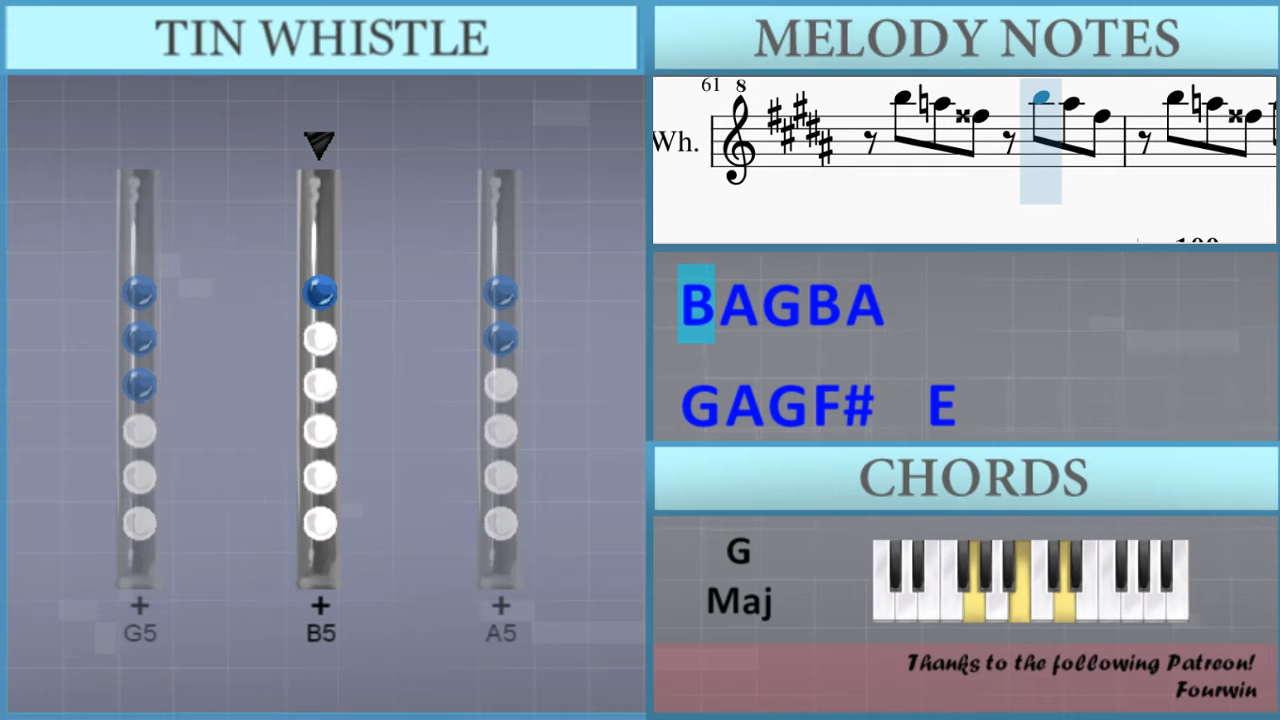 TIN WHISTLE
+
G5
+
B5
+
A5
MELODY NOTES
61
8
Wh.
BAGBA
GAGF# E
CHORDS
G
Maj
Thanks to the following Patreon!
Fourwin